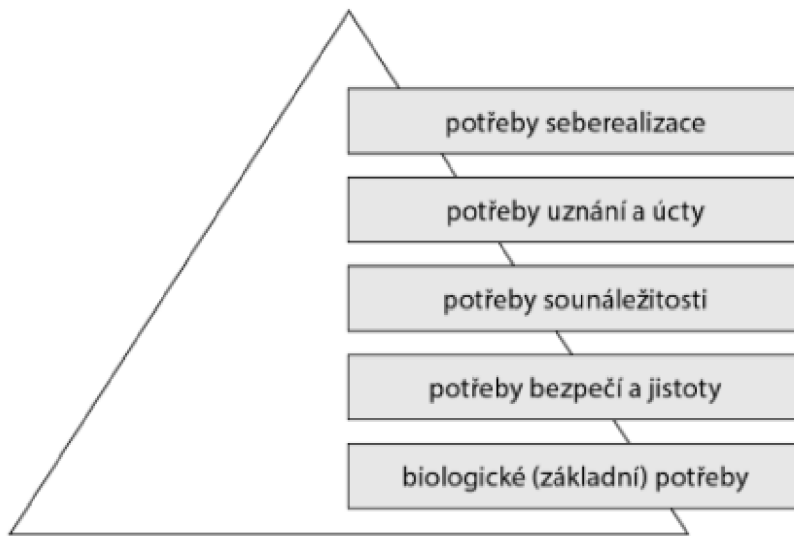 potřeby seberealizace
potřeby uznání a úcty
potřeby sounáležitosti
potřeby bezpečí a jistoty
biologické (základní) potřeby